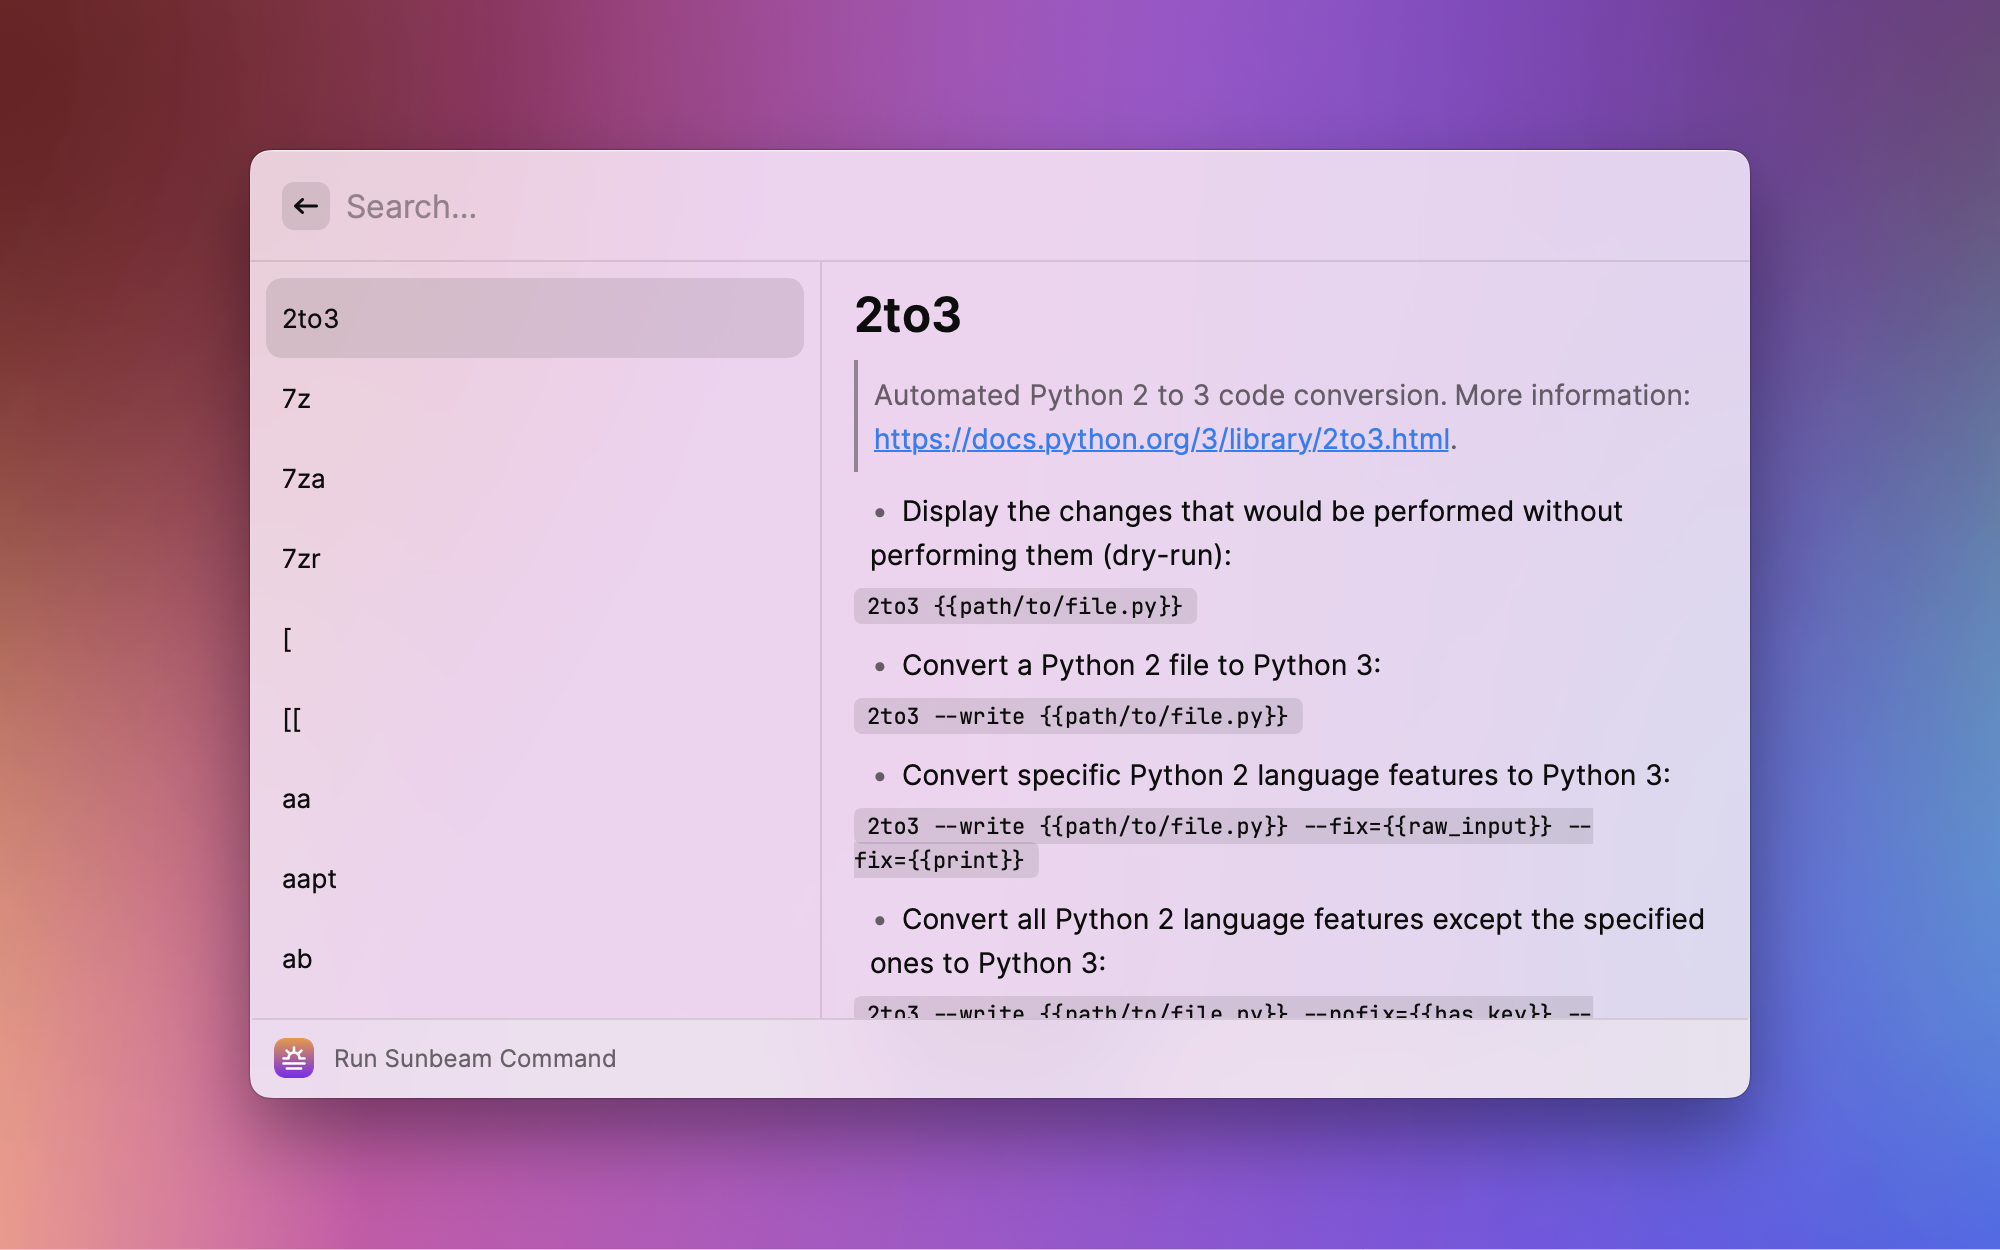 Search...
2to3
7z
7za
7zr
[
[[
aa
aapt
ab
2to3
Automated Python 2 to 3 code conversion. More information:
https://docs.python.org/3/library/2to3.html.
• Display the changes that would be performed without
performing them (dry-run):
2to3 {{path/to/file.py}}
• Convert a Python 2 file to Python 3:
2to3 --write {{path/to/file.py}}
• Convert specific Python 2 language features to Python 3:
2to3 --write {{path/to/file.py}} --fix={{raw_input}} --
fix={{print}}
• Convert all Python 2 language features except the specified
ones to Python 3:
2to3 --write {{path/to/file.py}} --nofix={{has_key}} --
Run Sunbeam Command